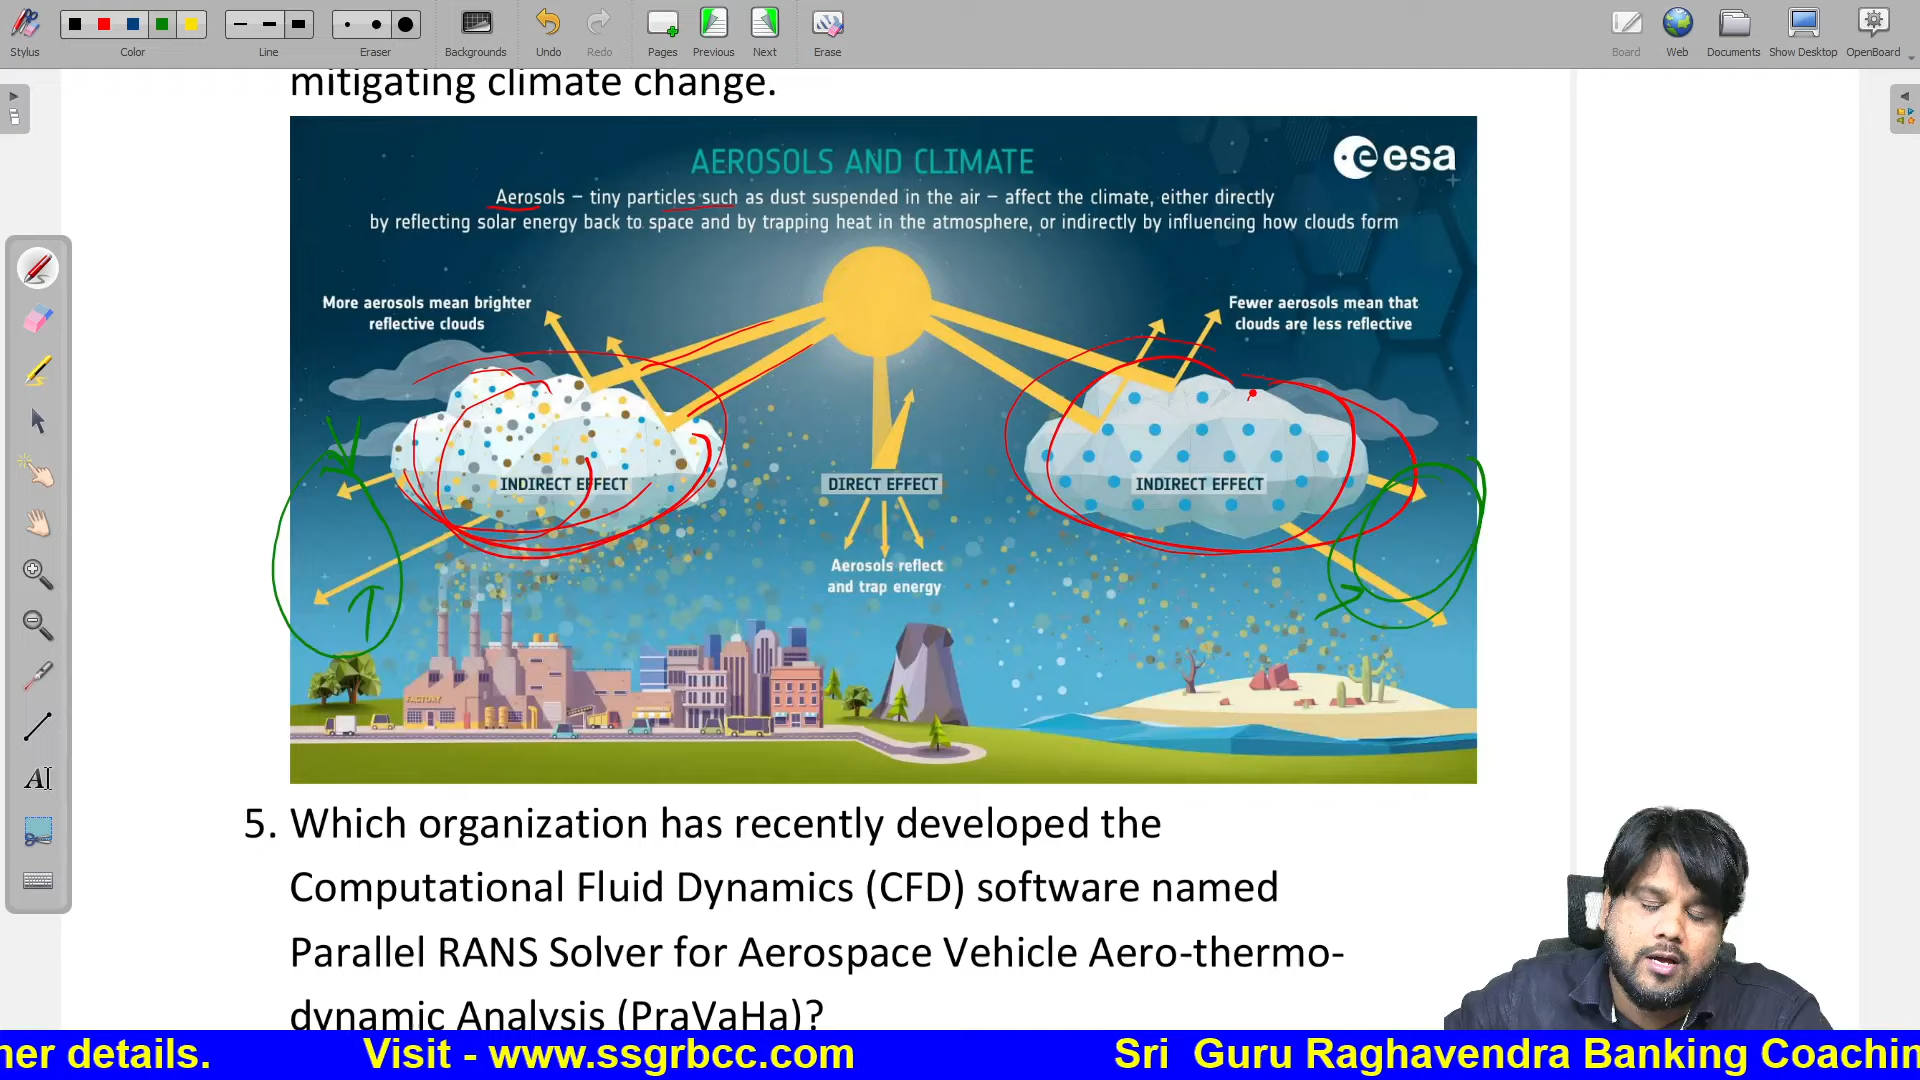 Stylus
Color
Line
Eraser
Backgrounds
Undo
Redo
Pages
Previous
Next
Erase
Board
Web
Documents
Show Desktop
OpenBoard
mitigating climate change.
AEROSOLS AND CLIMATE
esa
Aerosols – tiny particles such as dust suspended in the air – affect the climate, either directly
by reflecting solar energy back to space and by trapping heat in the atmosphere, or indirectly by influencing how clouds form
More aerosols mean brighter
reflective clouds
Fewer aerosols mean that
clouds are less reflective
INDIRECT EFFECT
DIRECT EFFECT
INDIRECT EFFECT
Aerosols reflect
and trap energy
FACTORY
5. Which organization has recently developed the
Computational Fluid Dynamics (CFD) software named
Parallel RANS Solver for Aerospace Vehicle Aero-thermo-
dynamic Analysis (PraVaHa)?
her details. Visit - www.ssgrbcc.com Sri Guru Raghavendra Banking Coachin